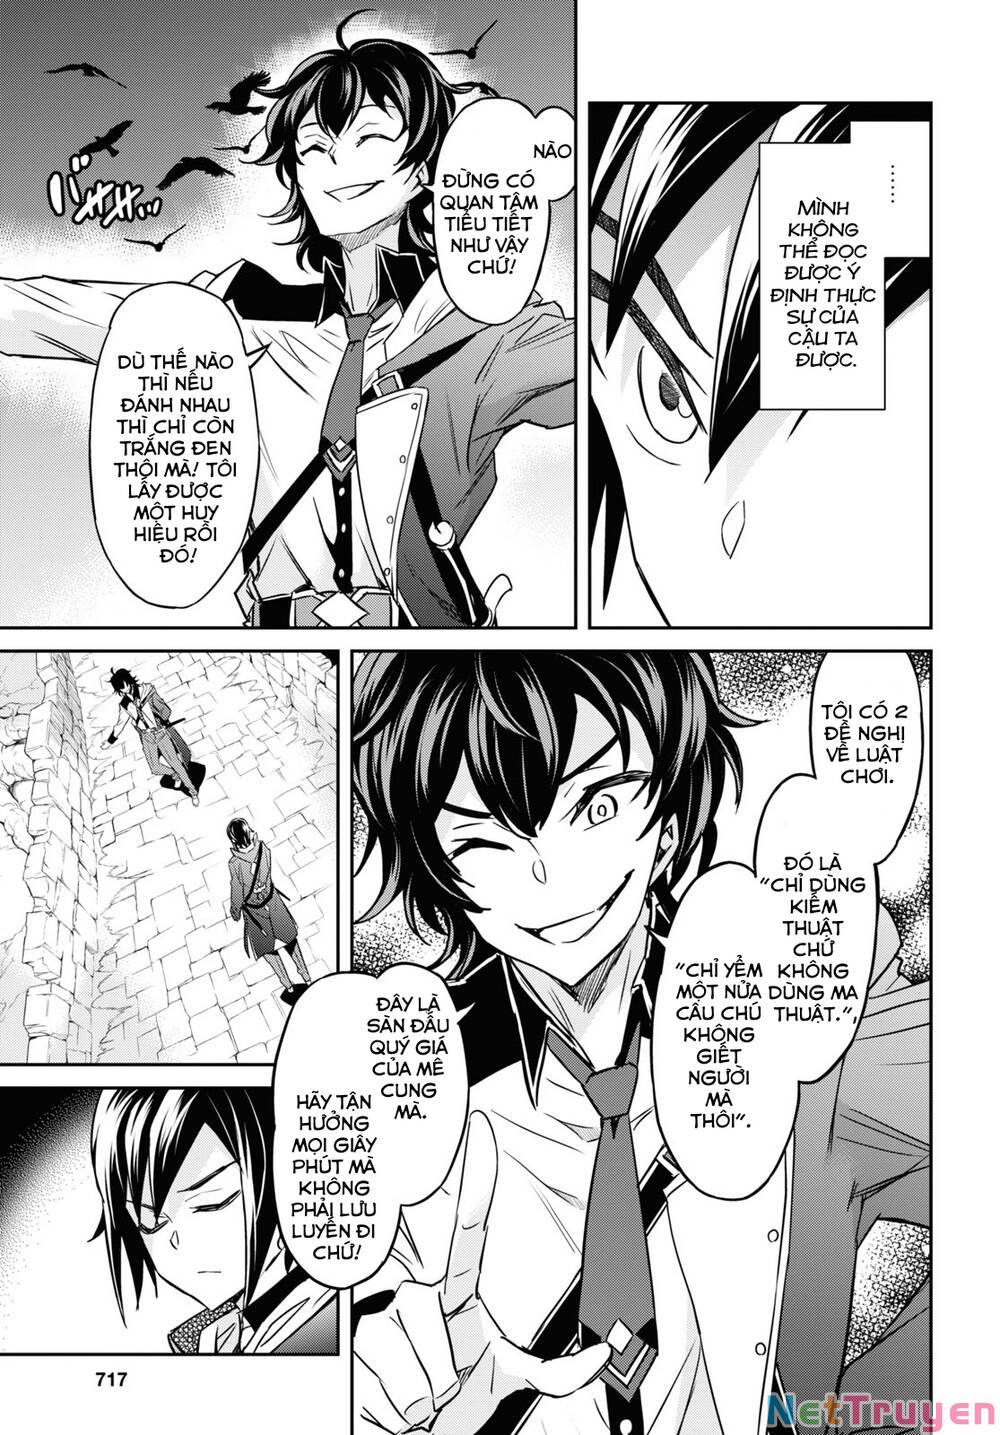 ......
MÌNH
KHÔNG
THỂ ĐỌC
ĐƯỢC Ý
ĐỊNH THỰC
SỰ CỦA
CẬU TA
ĐƯỢC.
NÀO
ĐỪNG CÓ
QUAN TÂM
TIỂU TIẾT
NHƯ VẬY
CHỨ!
バサササ...
DÙ THẾ NÀO
THÌ NẾU
ĐÁNH NHAU
THÌ CHỈ CÒN
TRẮNG ĐEN
THÔI MÀ! TÔI
LẤY ĐƯỢC
MỘT HUY
HIỆU RỒI
ĐÓ!
TÔI CÓ 2
ĐỀ NGHỊ
VỀ LUẬT
CHƠI.
ĐÓ LÀ
“CHỈ DÙNG
KIẾM
THUẬT CHỨ
KHÔNG
DÙNG MA
THUẬT.”,
“CHỈ YỂM
MỘT NỬA
CÂU CHÚ
KHÔNG
GIẾT
NGƯỜI
MÀ
THÔI”.
ĐÂY LÀ
SÀN ĐẤU
QUÝ GIÁ
CỦA MÊ
CUNG
MÀ.
HÃY TẬN
HƯỞNG
MỌI GIÂY
PHÚT MÀ
KHÔNG
PHẢI LƯU
LUYẾN ĐI
CHỨ!
717
NetTruyen